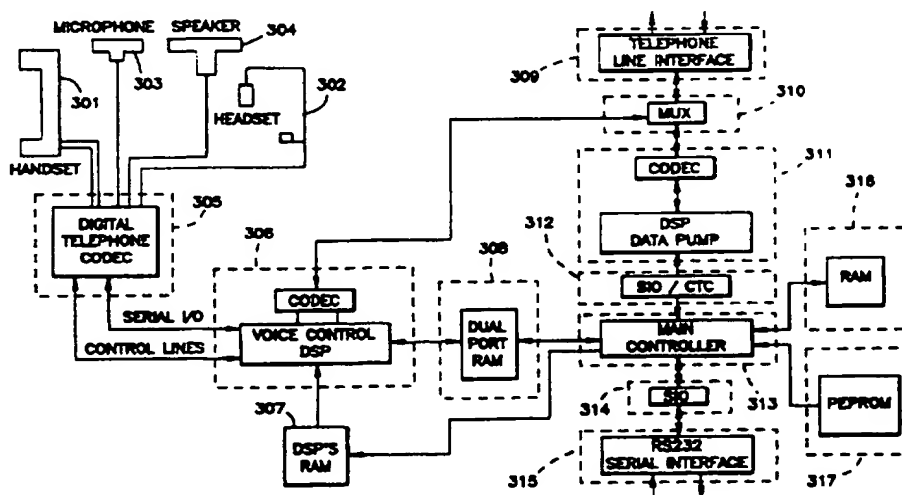 MICROPHONE
SPEAKER
304
303
301
302
HEADSET
HANDSET
305
DIGITAL
TELEPHONE
CODEC
SERIAL I/O
CONTROL LINES
306
CODEC
VOICE CONTROL
DSP
307
DSP'S
RAM
308
DUAL
PORT
RAM
TELEPHONE
LINE INTERFACE
309
MUX
310
311
CODEC
DSP
DATA PUMP
312
SIO / CTC
MAIN
CONTROLLER
313
314
SIO
RS232
SERIAL INTERFACE
315
316
RAM
PEPROM
317